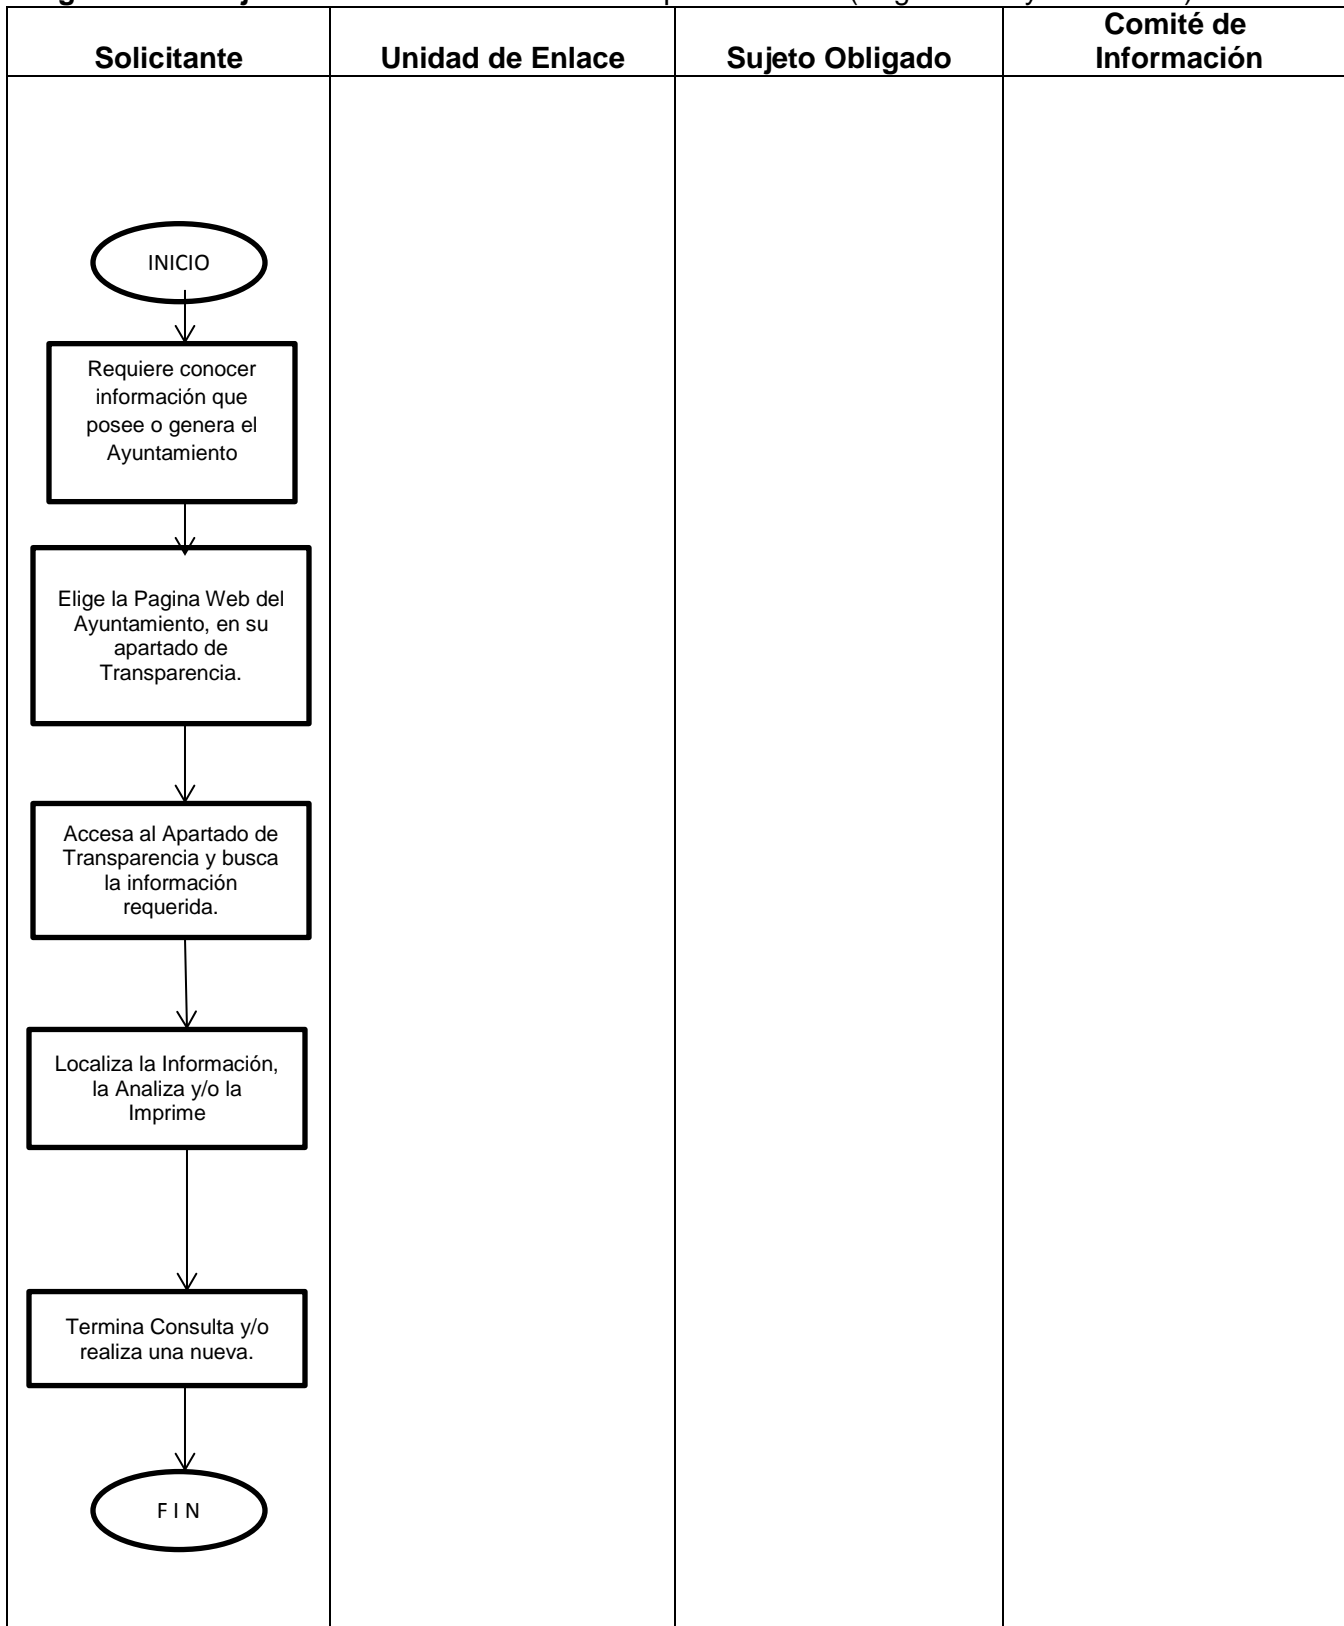 Solicitante
Unidad de Enlace
Sujeto Obligado
Comité de
Información
INICIO
Requiere conocer
información que
posee o genera el
Ayuntamiento
Elige la Pagina Web del
Ayuntamiento, en su
apartado de
Transparencia.
Accesa al Apartado de
Transparencia y busca
la información
requerida.
Localiza la Información,
la Analiza y/o la
Imprime
Termina Consulta y/o
realiza una nueva.
F I N